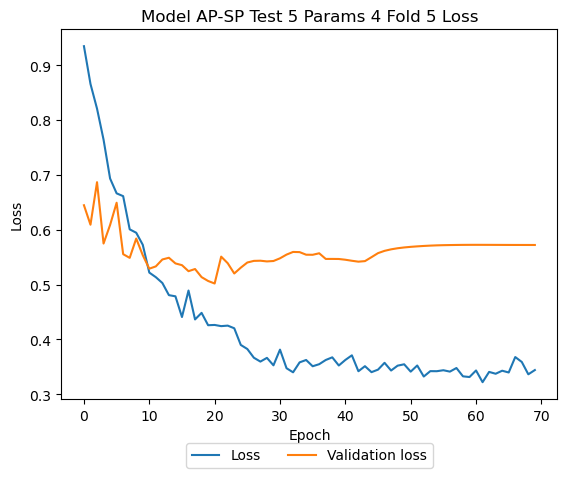 Model AP-SP Test 5 Params 4 Fold 5 Loss
Loss
0.9
0.8
0.7
0.6
0.5
0.4
0.3
0 10 20 30 40 50 60 70
Epoch
Loss Validation loss